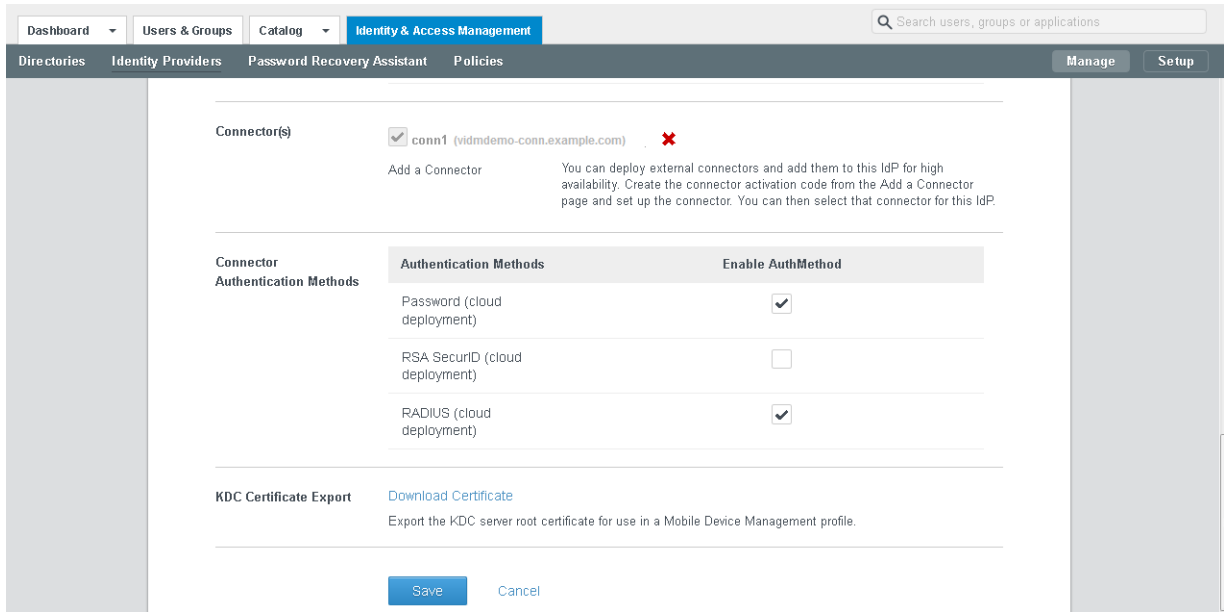 Dashboard Users & Groups Catalog Identity & Access Management Search users, groups or applications
Directories Identity Providers Password Recovery Assistant Policies Manage Setup
Connector(s)
conn1 (vidmdemo-conn.example.com)
Add a Connector
You can deploy external connectors and add them to this IdP for high
availability. Create the connector activation code from the Add a Connector
page and set up the connector. You can then select that connector for this IdP.
Connector
Authentication Methods
Authentication Methods Enable AuthMethod
Password (cloud
deployment)
RSA SecurID (cloud
deployment)
RADIUS (cloud
deployment)
KDC Certificate Export
Download Certificate
Export the KDC server root certificate for use in a Mobile Device Management profile.
Save Cancel